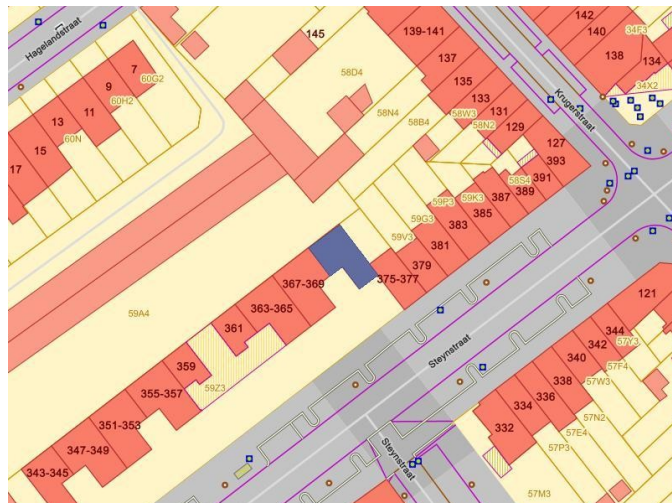 142
34F3
140
138
134
34X2
Krugerstraat
139-141
137
135
133
131
129
127
393
391
389
387
385
383
381
379
375-377
145
58D4
58N4
58B4
58W3
58N2
58S4
59K3
59P3
59G3
59V3
Hagelandstraat
7
60G2
9
60H2
11
13
60N
15
17
367-369
363-365
361
359
355-357
351-353
347-349
343-345
59A4
59Z3
Steynstraat
Steynstraat
121
344
57Y3
342
57F4
340
57W3
338
336
57N2
334
57E4
332
57P3
57M3